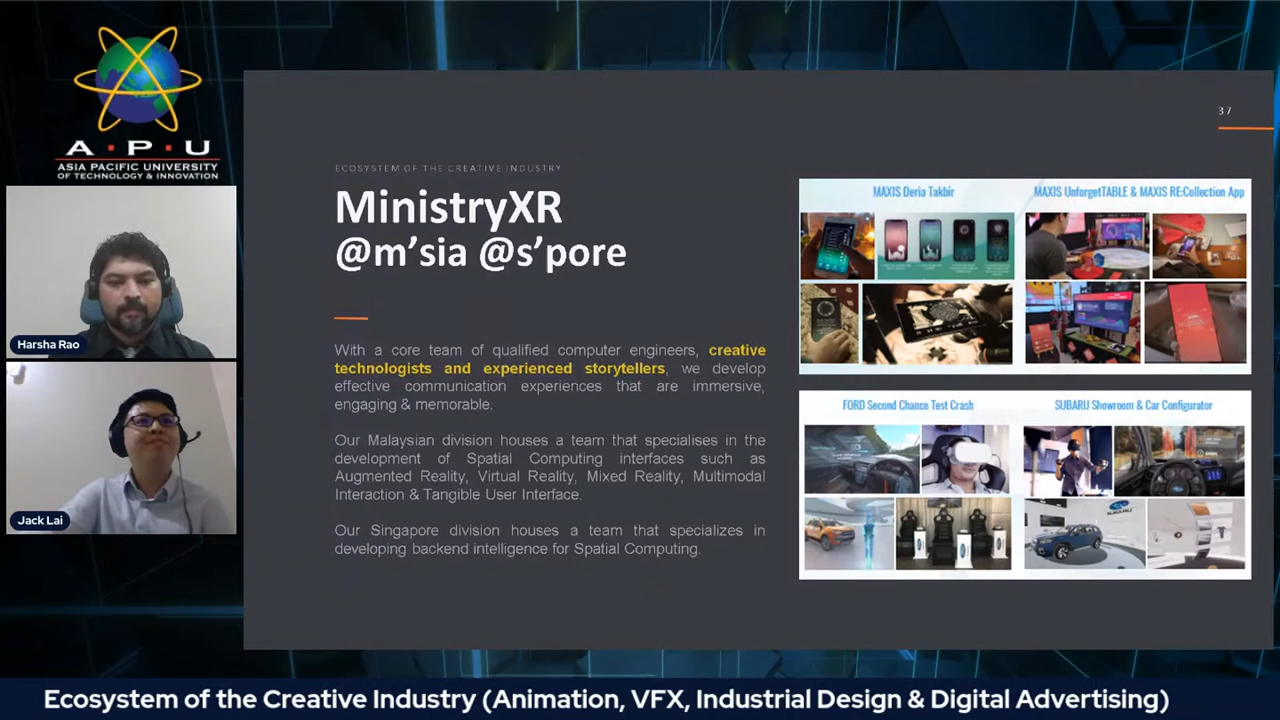 A·P·U
ASIA PACIFIC UNIVERSITY
OF TECHNOLOGY & INNOVATION
Harsha Rao
Jack Lai
37
ECOSYSTEM OF THE CREATIVE INDUSTRY
MinistryXR
@m’sia @s’pore
With a core team of qualified computer engineers, creative
technologists and experienced storytellers, we develop
effective communication experiences that are immersive,
engaging & memorable.
Our Malaysian division houses a team that specialises in the
development of Spatial Computing interfaces such as
Augmented Reality, Virtual Reality, Mixed Reality, Multimodal
Interaction & Tangible User Interface.
Our Singapore division houses a team that specializes in
developing backend intelligence for Spatial Computing.
MAXIS Deria Takbir
MAXIS UnforgetTABLE & MAXIS RE:Collection App
FORD Second Chance Test Crash
SUBARU Showroom & Car Configurator
SUBARU
Ecosystem of the Creative Industry (Animation, VFX, Industrial Design & Digital Advertising)